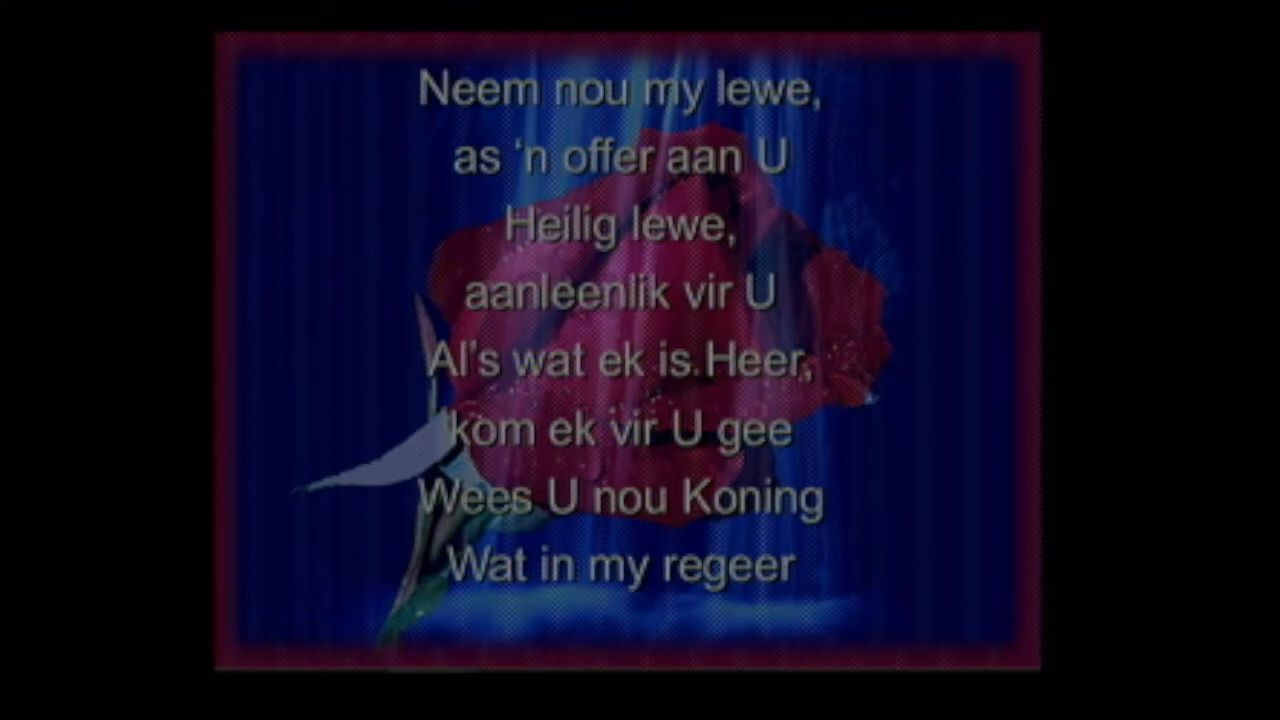 Neem nou my lewe,
as ‘n offer aan U
Heilig lewe,
aanleenlik vir U
Al’s wat ek is Heer,
kom ek vir U gee
Wees U nou Koning
Wat in my regeer